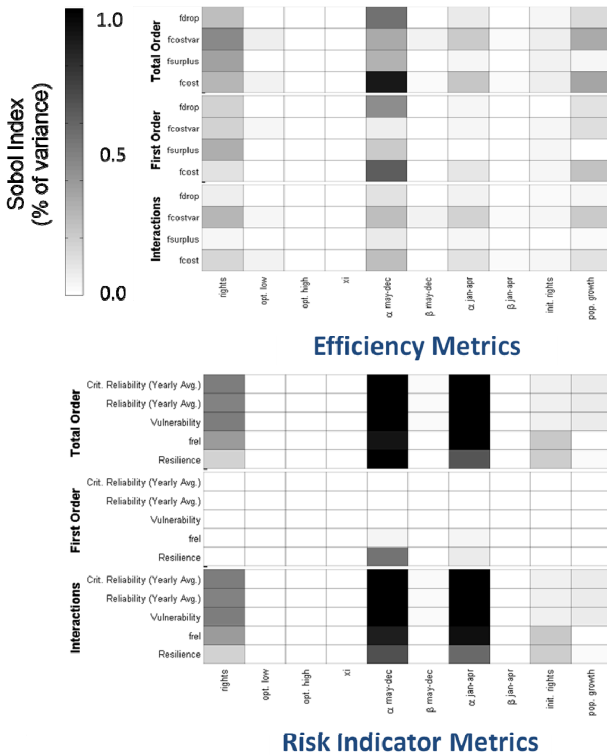 Sobol Index
(% of variance)
1.0
0.5
0.0
Total Order
fdrop
fcostvar
fsurplus
fcost
First Order
fdrop
fcostvar
fsurplus
fcost
Interactions
fdrop
fcostvar
fsurplus
fcost
rights
opt. low
opt. high
xi
α may-dec
β may-dec
α jan-apr
β jan-apr
init. rights
pop. growth
Efficiency Metrics
Total Order
Crit. Reliability (Yearly Avg.)
Reliability (Yearly Avg.)
Vulnerability
frel
Resilience
First Order
Crit. Reliability (Yearly Avg.)
Reliability (Yearly Avg.)
Vulnerability
frel
Resilience
Interactions
Crit. Reliability (Yearly Avg.)
Reliability (Yearly Avg.)
Vulnerability
frel
Resilience
rights
opt. low
opt. high
xi
α may-dec
β may-dec
α jan-apr
β jan-apr
init. rights
pop. growth
Risk Indicator Metrics